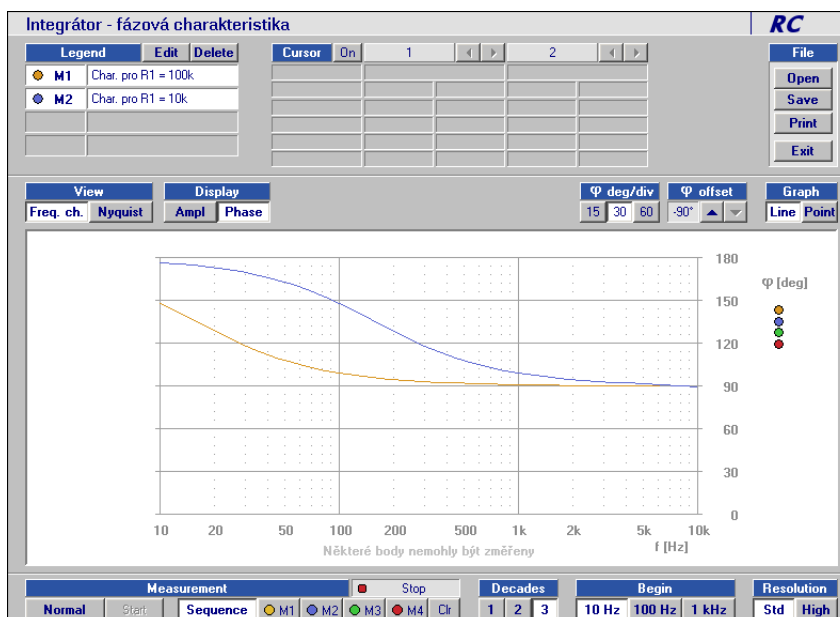 Integrátor - fázová charakteristika RC
Legend Edit Delete Cursor On 1 2 File
M1 Char. pro R1 = 100k
M2 Char. pro R1 = 10k
Open
Save
Print
Exit
View Display φ deg/div φ offset Graph
Freq. ch. Nyquist Ampl Phase 15 30 60 -90° Line Point
180
φ [deg]
150
120
90
60
30
0
10 20 50 100 200 500 1k 2k 5k 10k
Některé body nemohly být změřeny f [Hz]
Measurement Stop Decades Begin Resolution
Normal Start Sequence M1 M2 M3 M4 Clr 1 2 3 10 Hz 100 Hz 1 kHz Std High